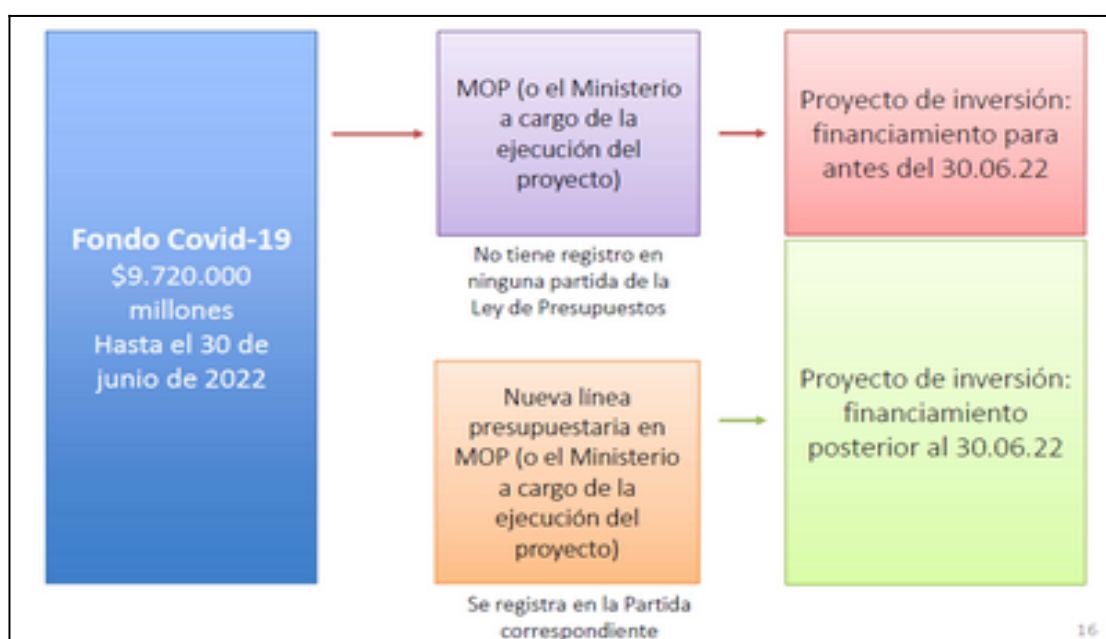 Fondo Covid-19
$9.720.000
millones
Hasta el 30 de
junio de 2022
MOP (o el Ministerio
a cargo de la
ejecución del
proyecto)
No tiene registro en
ninguna partida de la
Ley de Presupuestos
Proyecto de inversión:
financiamiento para
antes del 30.06.22
Nueva línea
presupuestaria en
MOP (o el Ministerio
a cargo de la
ejecución del
proyecto)
Se registra en la Partida
correspondiente
Proyecto de inversión:
financiamiento
posterior al 30.06.22
16